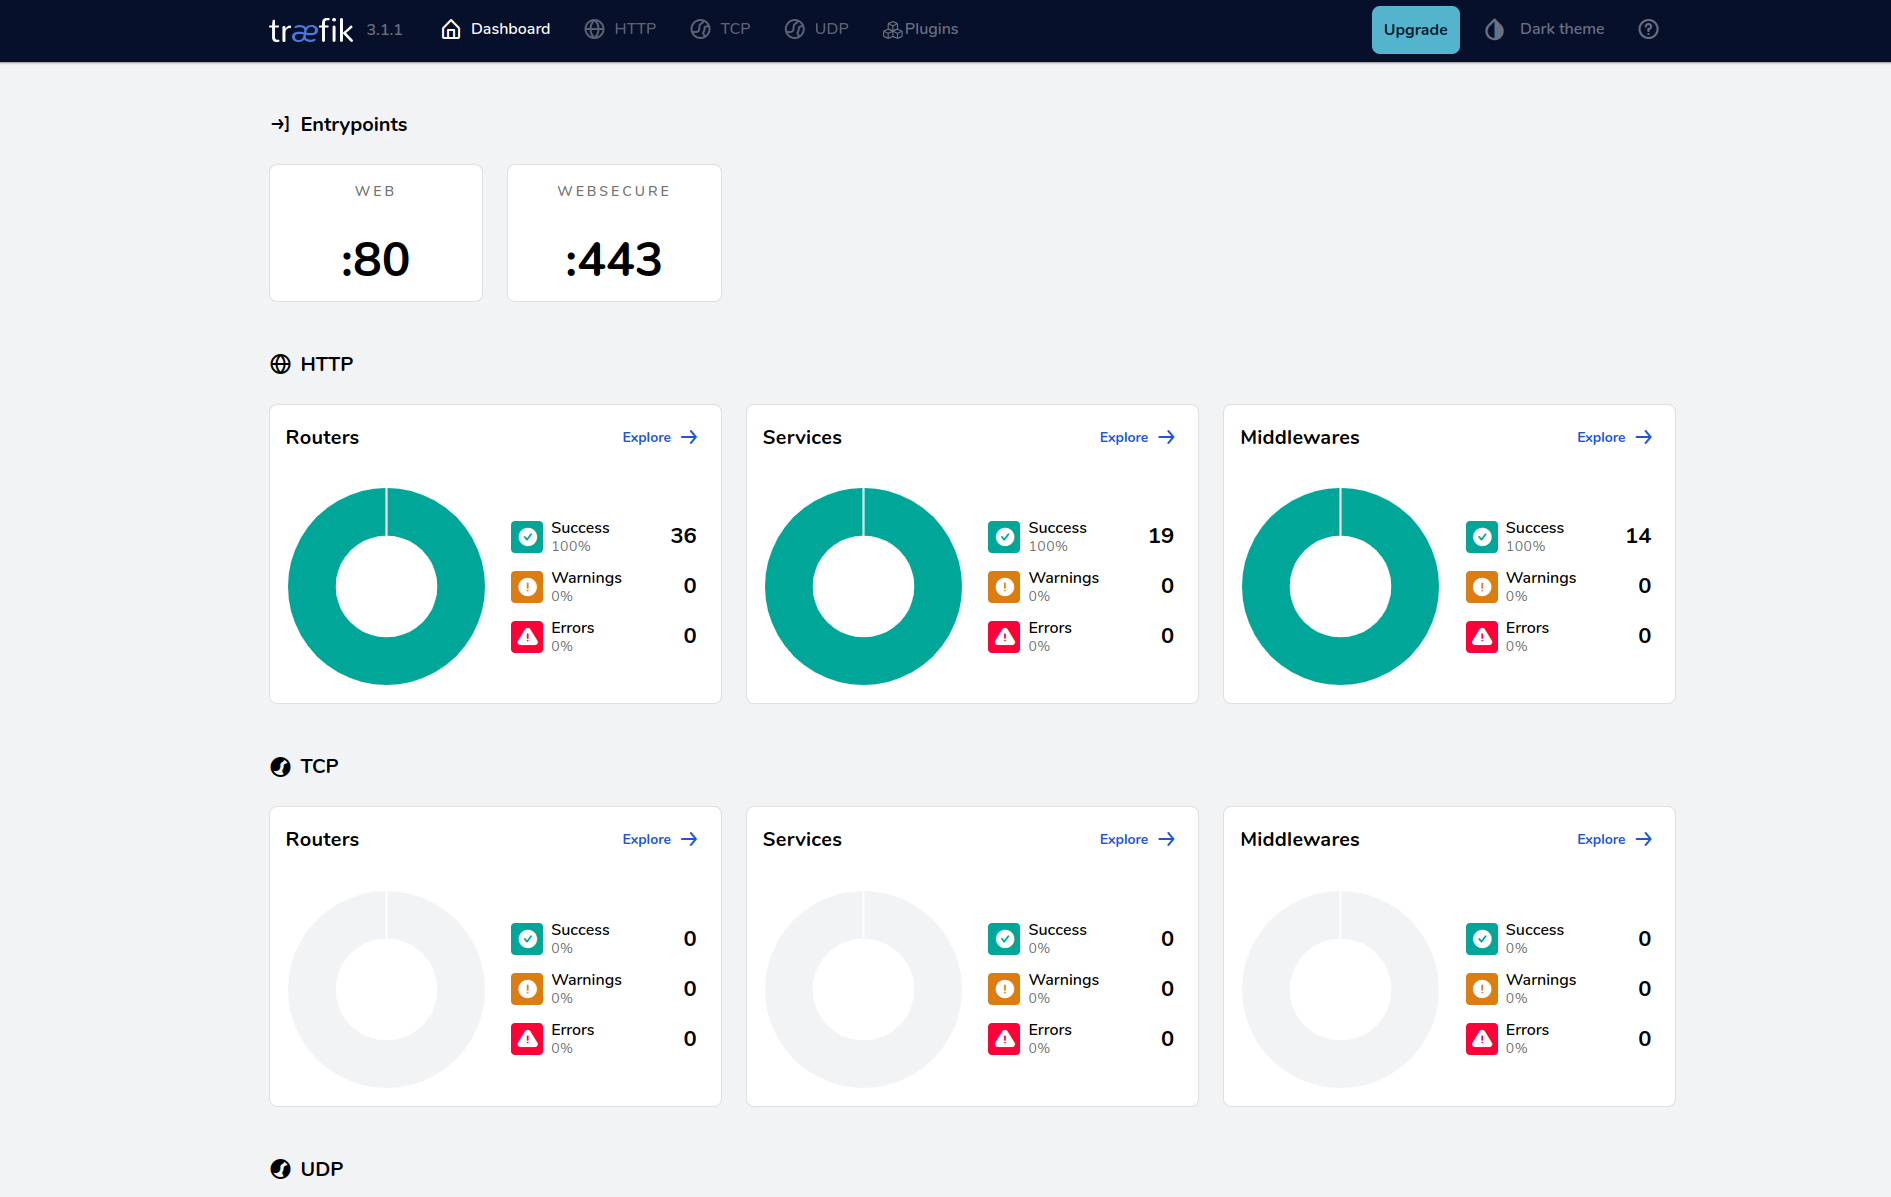 træfik 3.1.1 Dashboard HTTP TCP UDP Plugins Upgrade Dark theme
Entrypoints
WEB WEBSECURE
:80 :443
HTTP
Routers Explore Services Explore Middlewares Explore
Success 36 Success 19 Success 14
100% 100% 100%
Warnings 0 Warnings 0 Warnings 0
0% 0% 0%
Errors 0 Errors 0 Errors 0
0% 0% 0%
TCP
Routers Explore Services Explore Middlewares Explore
Success 0 Success 0 Success 0
0% 0% 0%
Warnings 0 Warnings 0 Warnings 0
0% 0% 0%
Errors 0 Errors 0 Errors 0
0% 0% 0%
UDP